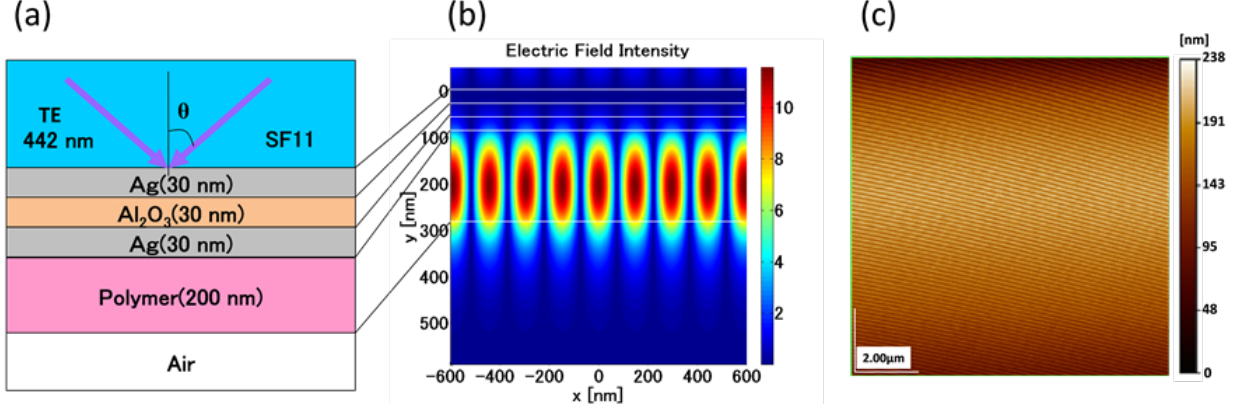 (a)
TE
442 nm
θ
SF11
Ag(30 nm)
Al₂O₃(30 nm)
Ag(30 nm)
Polymer(200 nm)
Air
(b)
Electric Field Intensity
0
100
200
300
400
500
y [nm]
−600 −400 −200 0 200 400 600
x [nm]
10
8
6
4
2
(c)
[nm]
238
191
143
95
48
0
2.00µm